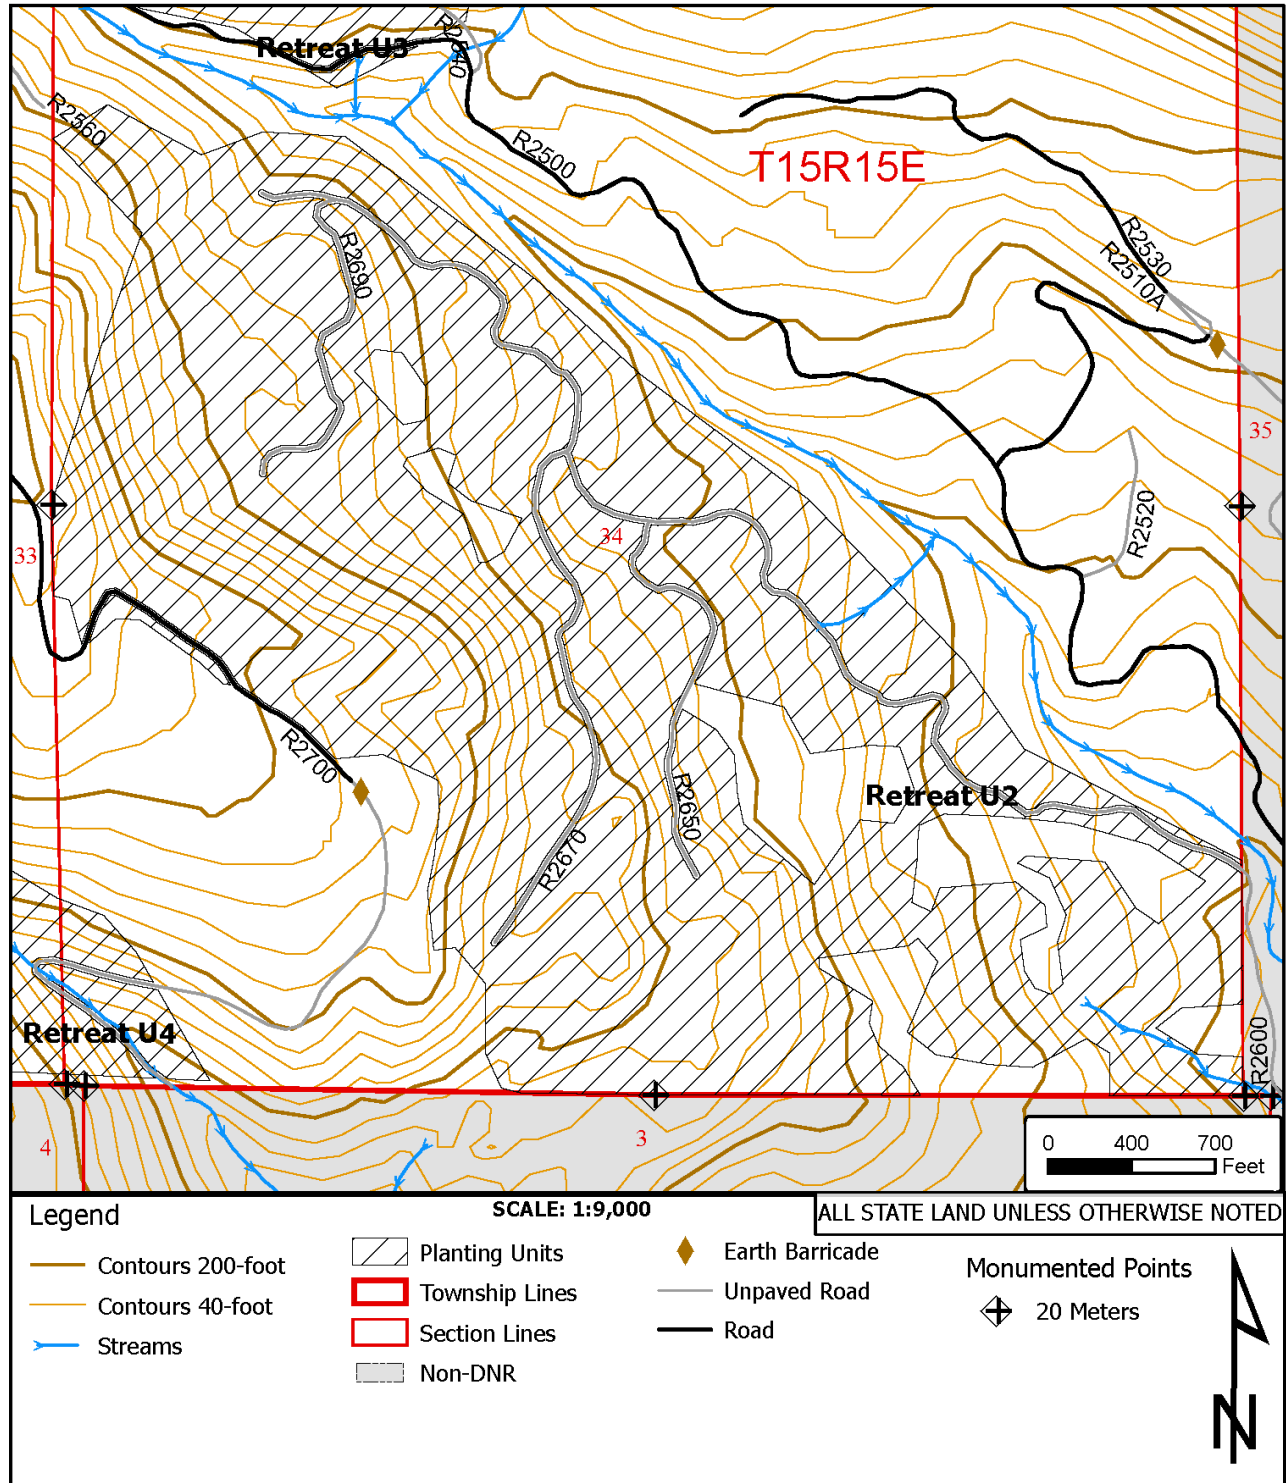 R2540
Retreat U3
R2560
R2500
T15R15E
R2690
R2530
R2510A
35
R2520
34
33
R2700
Retreat U2
R2650
R2670
Retreat U4
R2600
4
3
0 400 700
Feet
Legend
SCALE: 1:9,000
ALL STATE LAND UNLESS OTHERWISE NOTED
Contours 200-foot
Contours 40-foot
Streams
Planting Units
Township Lines
Section Lines
Non-DNR
Earth Barricade
Unpaved Road
Road
Monumented Points
20 Meters
N